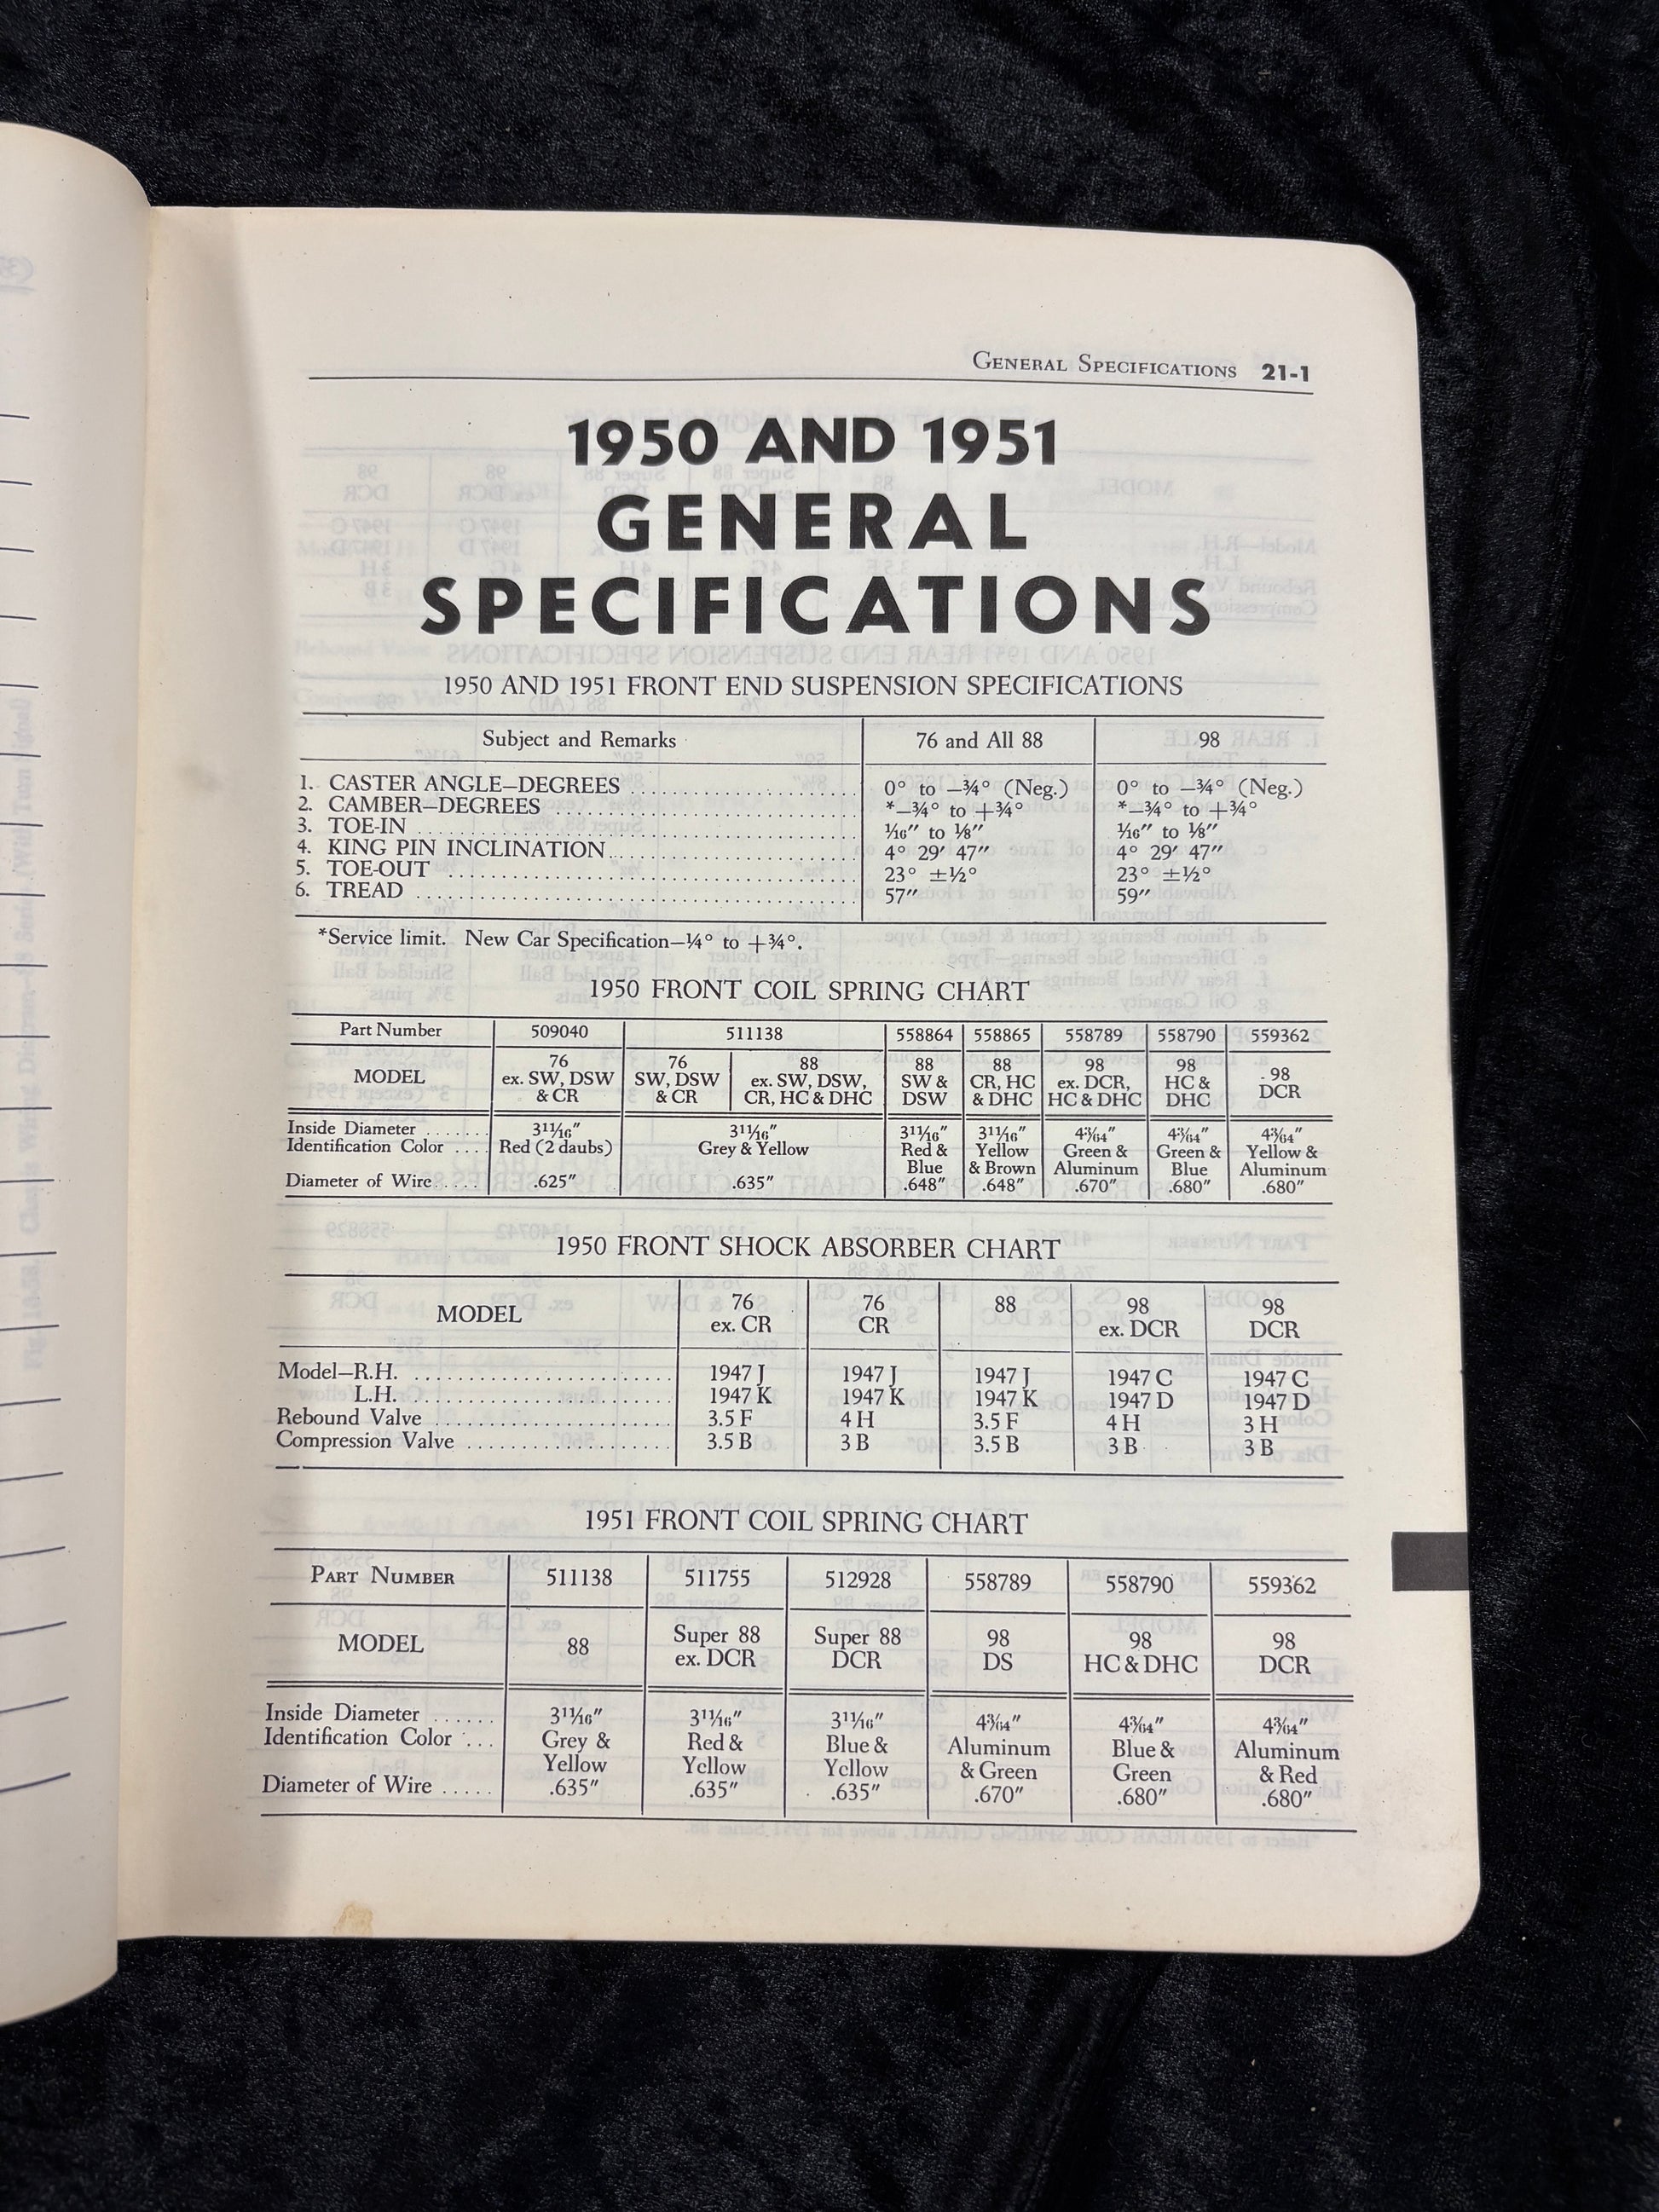 GENERAL SPECIFICATIONS 21-1
1950 AND 1951
GENERAL
SPECIFICATIONS
1950 AND 1951 FRONT END SUSPENSION SPECIFICATIONS
Subject and Remarks 76 and All 88 98
1. CASTER ANGLE—DEGREES 0° to —¾° (Neg.) 0° to —¾° (Neg.)
2. CAMBER—DEGREES *—¾° to +¾° *—¾° to +¾°
3. TOE-IN 1/16″ to ⅛″ 1/16″ to ⅛″
4. KING PIN INCLINATION 4° 29′ 47″ 4° 29′ 47″
5. TOE-OUT 23° ±½° 23° ±½°
6. TREAD 57″ 59″
*Service limit. New Car Specification—¼° to +¾°.
1950 FRONT COIL SPRING CHART
Part Number 509040 511138 558864 558865 558789 558790 559362
MODEL 76 ex. SW, DSW & CR 76 SW, DSW & CR 88 ex. SW, DSW, CR, HC & DHC 88 SW & DSW 88 CR, HC & DHC 98 ex. DCR, HC & DHC 98 HC & DHC 98 DCR
Inside Diameter 3 11/16″ 3 11/16″ 3 11/16″ 3 11/16″ 4 3/64″ 4 3/64″ 4 3/64″
Identification Color Red (2 daubs) Grey & Yellow Red & Blue Yellow & Brown Green & Aluminum Green & Blue Yellow & Aluminum
Diameter of Wire .625″ .635″ .648″ .648″ .670″ .680″ .680″
1950 FRONT SHOCK ABSORBER CHART
MODEL 76 ex. CR 76 CR 88 98 ex. DCR 98 DCR
Model—R.H. 1947 J 1947 J 1947 J 1947 C 1947 C
L.H. 1947 K 1947 K 1947 K 1947 D 1947 D
Rebound Valve 3.5 F 4 H 3.5 F 4 H 3 H
Compression Valve 3.5 B 3 B 3.5 B 3 B 3 B
1951 FRONT COIL SPRING CHART
PART NUMBER 511138 511755 512928 558789 558790 559362
MODEL 88 Super 88 ex. DCR Super 88 DCR 98 DS 98 HC & DHC 98 DCR
Inside Diameter 3 11/16″ 3 11/16″ 3 11/16″ 4 3/64″ 4 3/64″ 4 3/64″
Identification Color Grey & Yellow Red & Yellow Blue & Yellow Aluminum & Green Blue & Green Aluminum & Red
Diameter of Wire .635″ .635″ .635″ .670″ .680″ .680″